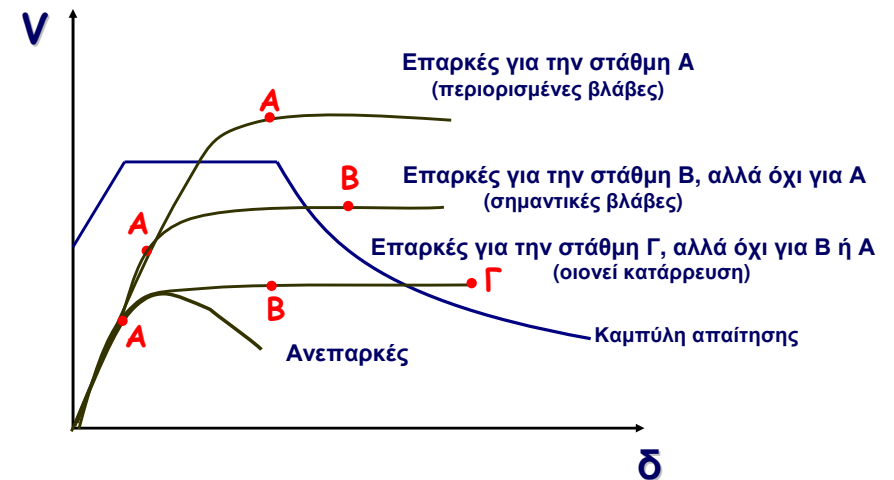 V
Επαρκές για την στάθμη Α
(περιορισμένες βλάβες)
Α
Επαρκές για την στάθμη Β, αλλά όχι για Α
(σημαντικές βλάβες)
Β
Α
Επαρκές για την στάθμη Γ, αλλά όχι για Β ή Α
(οιονεί κατάρρευση)
Γ
Β
Α
Καμπύλη απαίτησης
Ανεπαρκές
δ